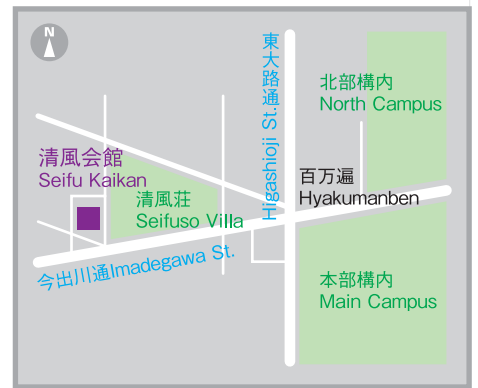 N
東大路通
Higashioji St.
北部構内
North Campus
清風会館
Seifu Kaikan
清風荘
Seifuso Villa
百万遍
Hyakumanben
今出川通Imadegawa St.
本部構内
Main Campus